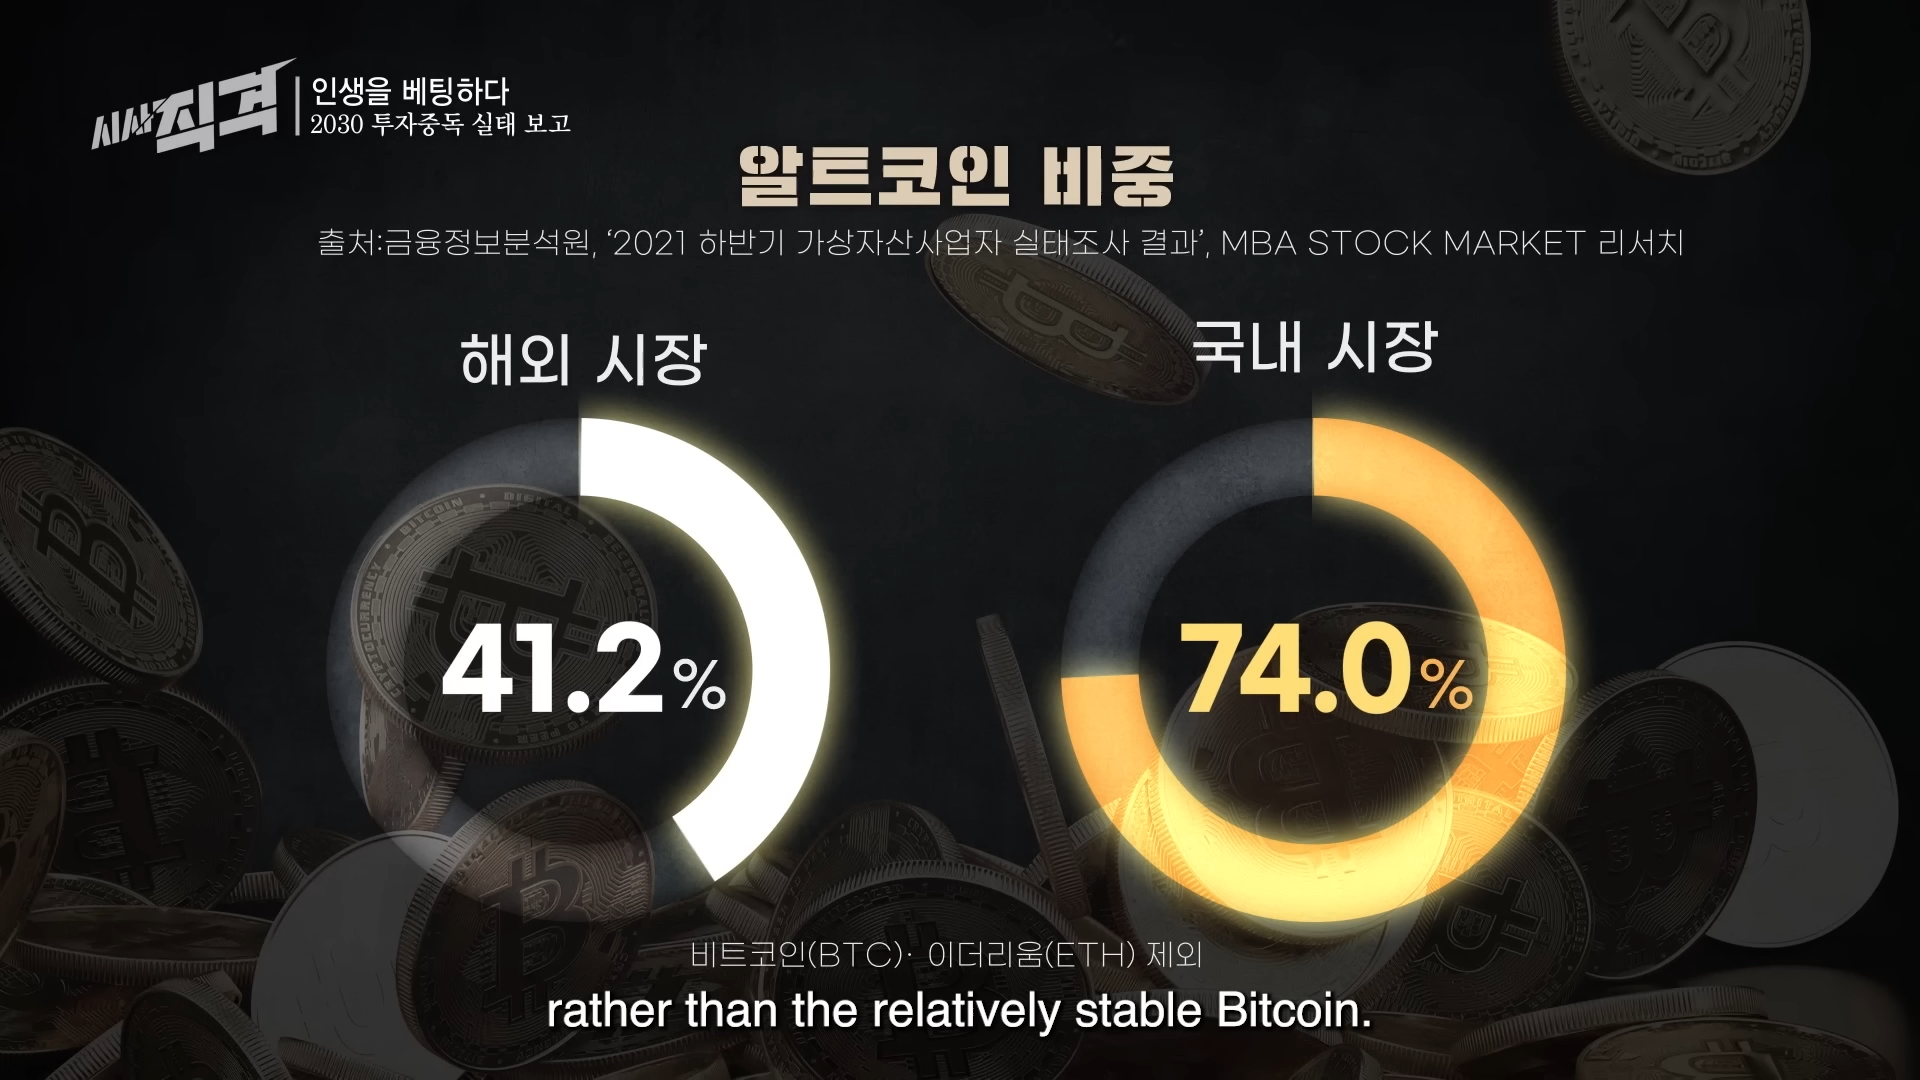 시사직격
인생을 베팅하다
2030 투자중독 실태 보고
알트코인 비중
출처:금융정보분석원, ‘2021 하반기 가상자산사업자 실태조사 결과’, MBA STOCK MARKET 리서치
해외 시장
국내 시장
41.2%
74.0%
비트코인(BTC)· 이더리움(ETH) 제외
rather than the relatively stable Bitcoin.